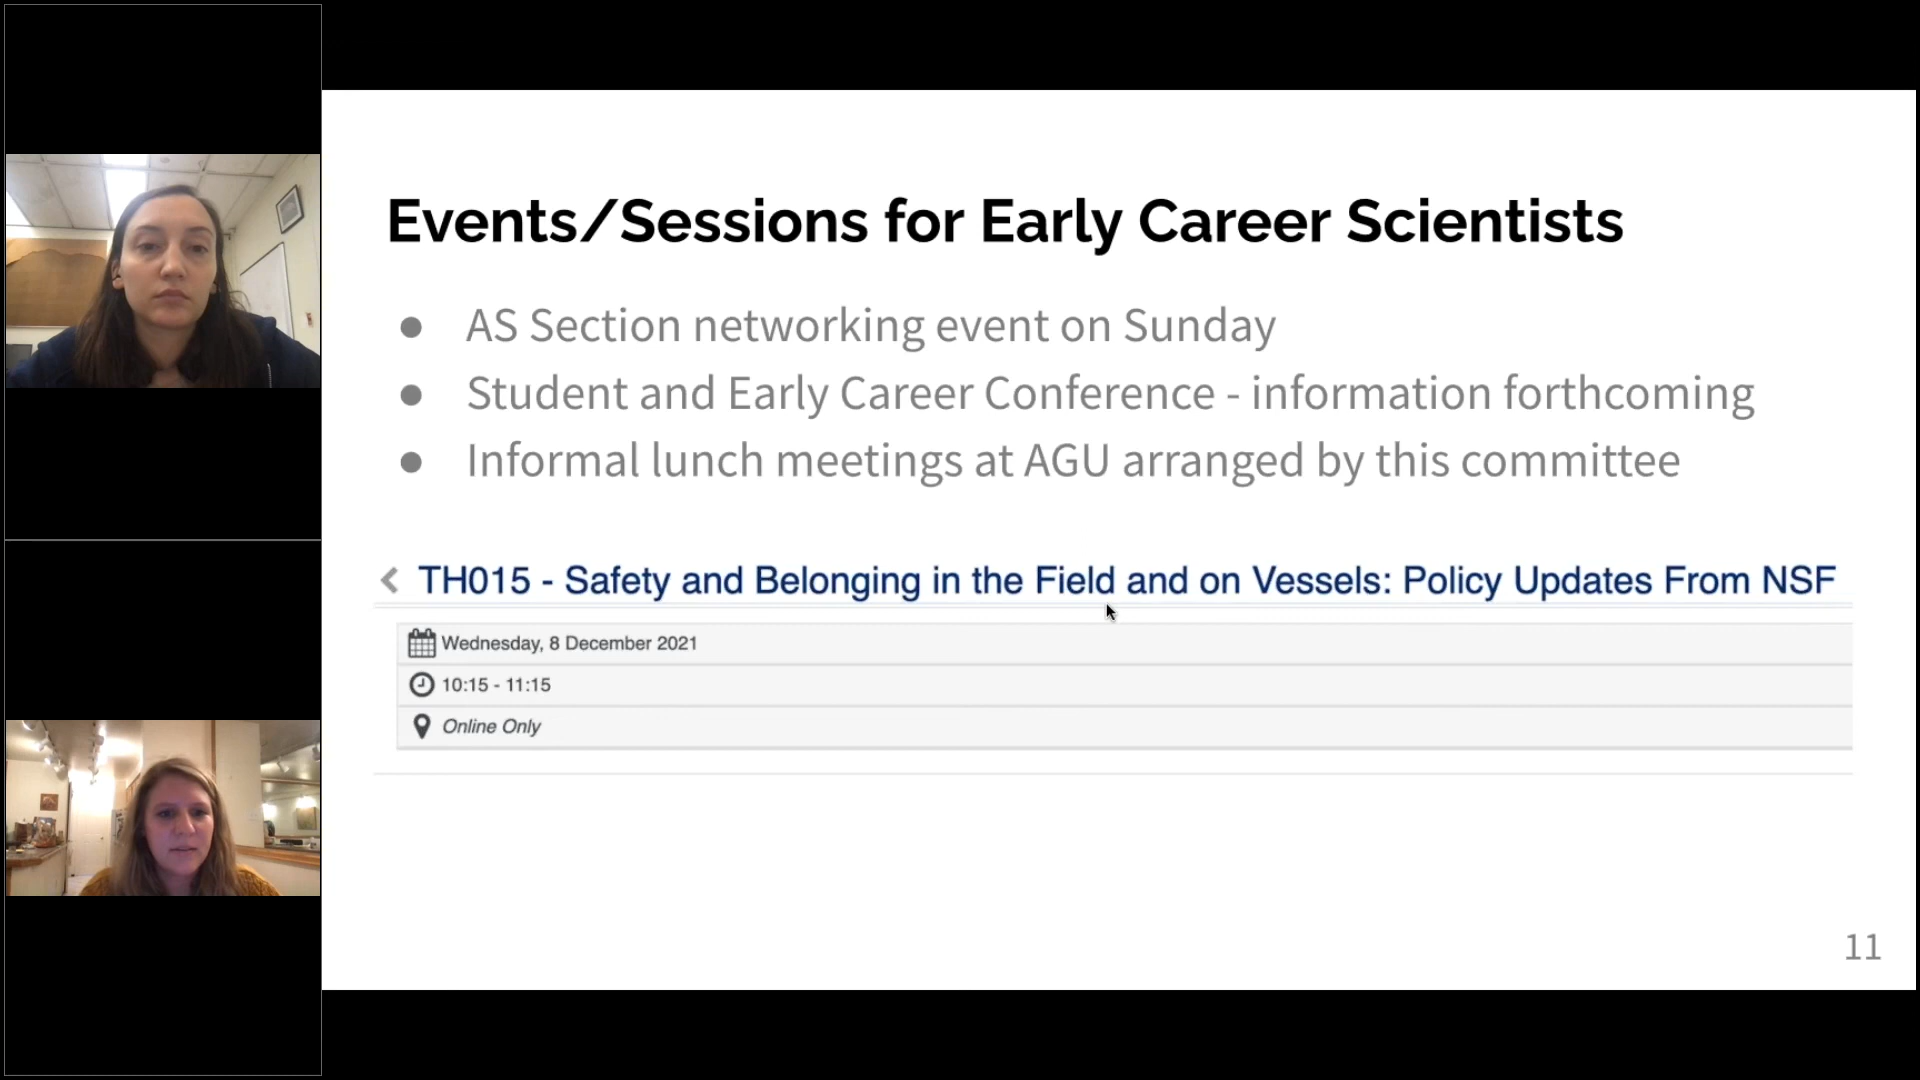 Events/Sessions for Early Career Scientists
● AS Section networking event on Sunday
● Student and Early Career Conference - information forthcoming
● Informal lunch meetings at AGU arranged by this committee
TH015 - Safety and Belonging in the Field and on Vessels: Policy Updates From NSF
Wednesday, 8 December 2021
10:15 - 11:15
Online Only
11